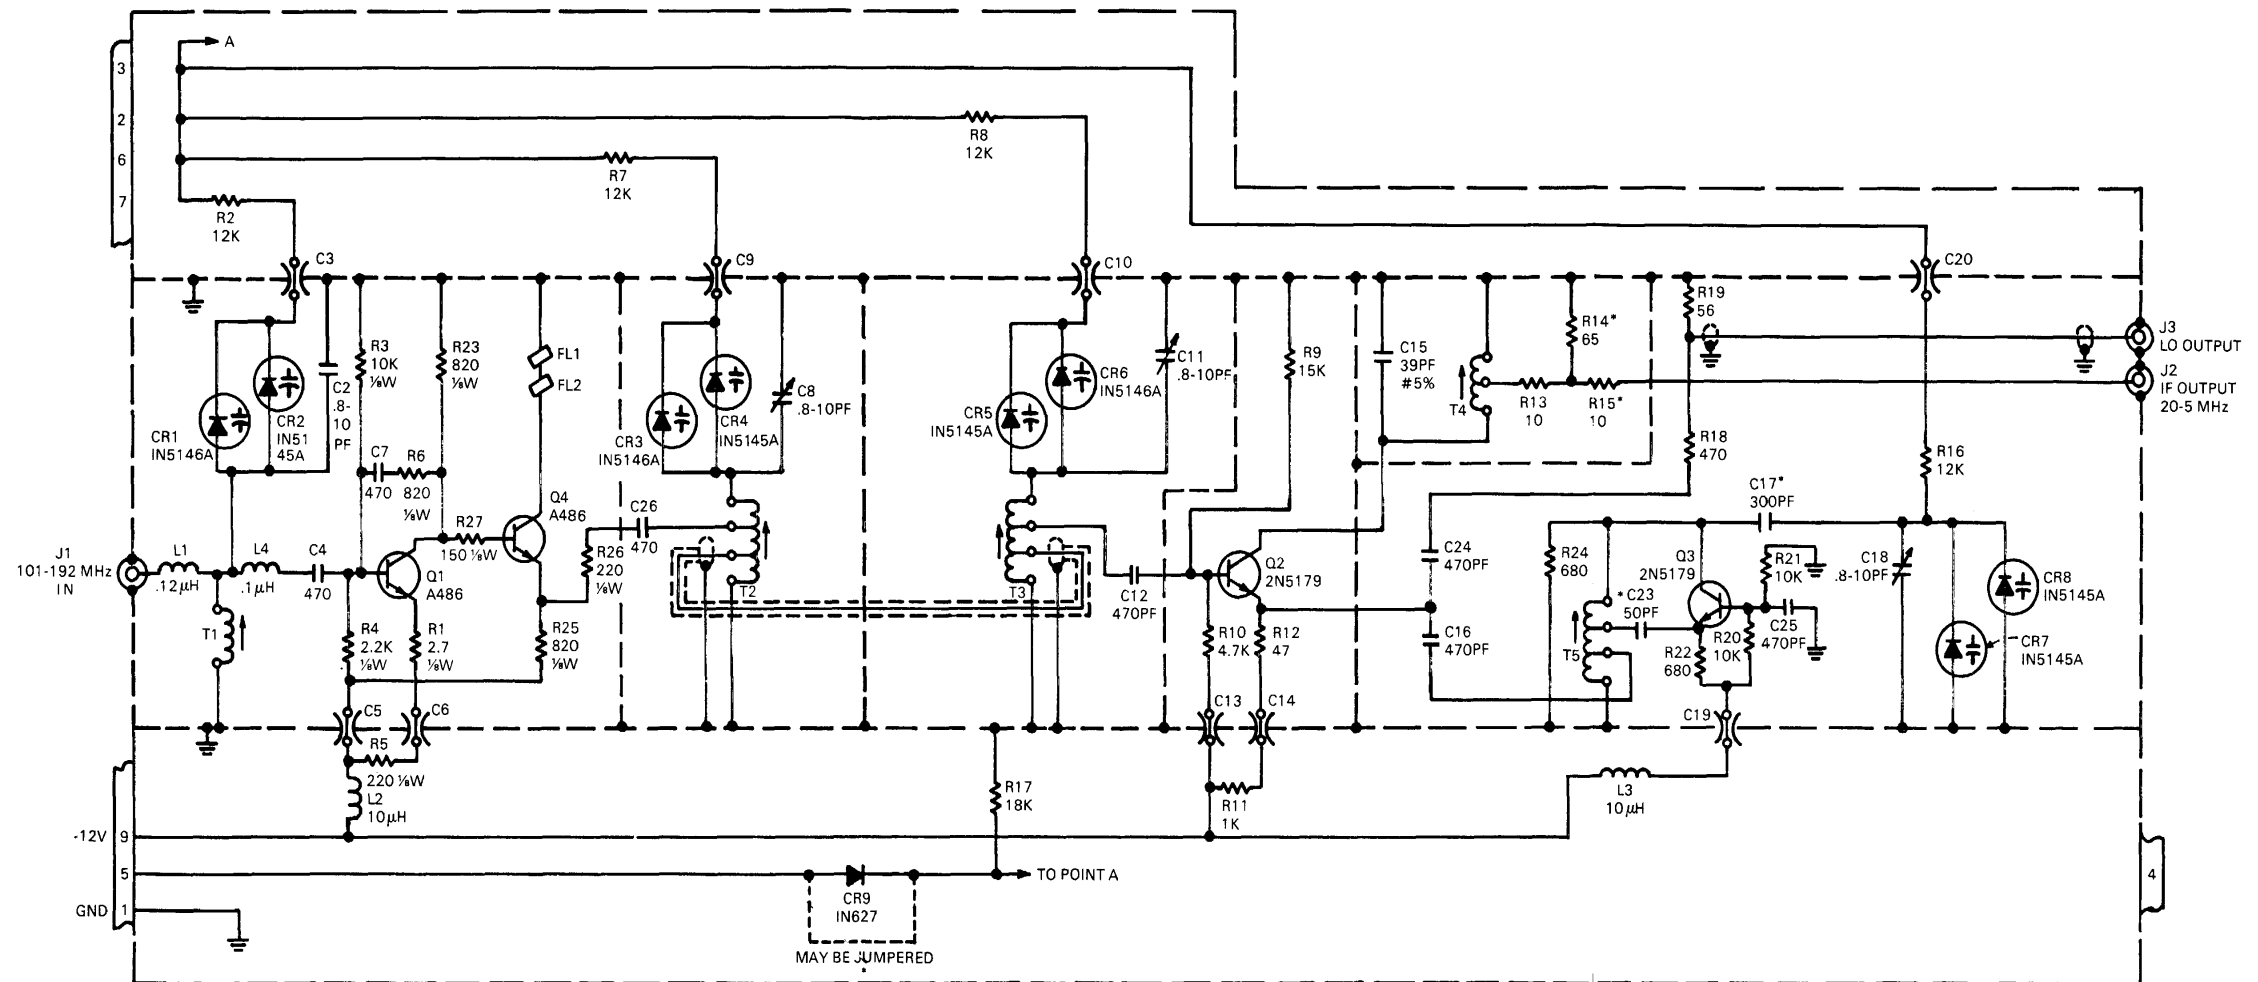 A
3
2
R8
12K
6
R7
12K
7
R2
12K
C3
C9
C10
C20
R19
56
J3
LO OUTPUT
J2
IF OUTPUT
20-5 MHz
R3
10K
⅛W
R23
820
⅛W
FL1
FL2
C2
.8-
10
PF
CR2
IN51
45A
CR1
IN5146A
C7
470
R6
820
⅛W
C8
.8-10PF
CR4
IN5145A
CR3
IN5146A
CR5
IN5145A
CR6
IN5146A
C11
.8-10PF
R9
15K
C15
39PF
#5%
T4
R14*
65
R13
10
R15*
10
R18
470
R16
12K
C17*
300PF
Q4
A486
R27
150 ⅛W
C26
470
R26
220
⅛W
J1
101-192 MHz
IN
L1
.12µH
L4
.1µH
C4
470
Q1
A486
T1
R4
2.2K
⅛W
R1
2.7
⅛W
R25
820
⅛W
T2
T3
C12
470PF
Q2
2N5179
R10
4.7K
R12
47
C24
470PF
C16
470PF
R24
680
T5
*C23
50PF
Q3
2N5179
R21
10K
R22
680
R20
10K
C25
470PF
C18
.8-10PF
CR8
IN5145A
CR7
IN5145A
C5
C6
C13
C14
C19
R5
220 ⅛W
L2
10µH
R17
18K
R11
1K
L3
10µH
-12V
9
5
CR9
IN627
TO POINT A
GND
1
MAY BE JUMPERED
4